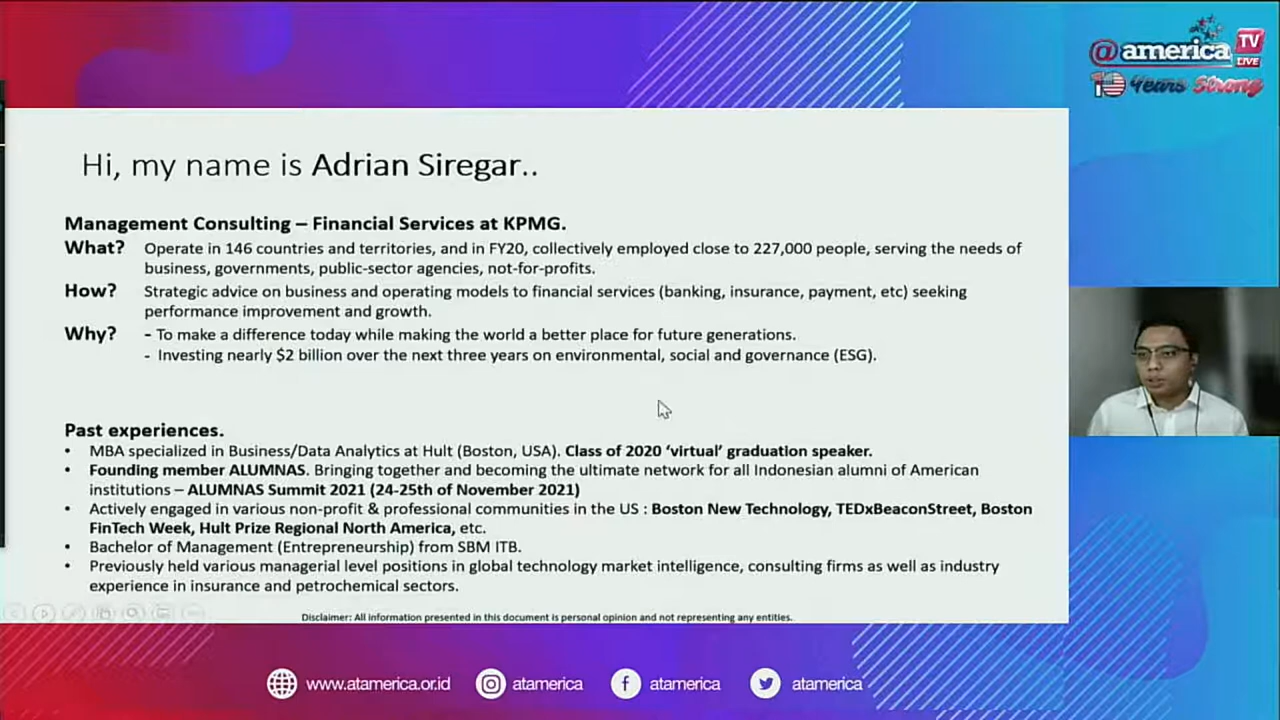 @america TV LIVE
10 Years Strong
Hi, my name is Adrian Siregar..
Management Consulting – Financial Services at KPMG.
What? Operate in 146 countries and territories, and in FY20, collectively employed close to 227,000 people, serving the needs of
business, governments, public-sector agencies, not-for-profits.
How? Strategic advice on business and operating models to financial services (banking, insurance, payment, etc) seeking
performance improvement and growth.
Why? - To make a difference today while making the world a better place for future generations.
- Investing nearly $2 billion over the next three years on environmental, social and governance (ESG).
Past experiences.
• MBA specialized in Business/Data Analytics at Hult (Boston, USA). Class of 2020 ‘virtual’ graduation speaker.
• Founding member ALUMNAS. Bringing together and becoming the ultimate network for all Indonesian alumni of American
institutions – ALUMNAS Summit 2021 (24-25th of November 2021)
• Actively engaged in various non-profit & professional communities in the US : Boston New Technology, TEDxBeaconStreet, Boston
FinTech Week, Hult Prize Regional North America, etc.
• Bachelor of Management (Entrepreneurship) from SBM ITB.
• Previously held various managerial level positions in global technology market intelligence, consulting firms as well as industry
experience in insurance and petrochemical sectors.
Disclaimer: All information presented in this document is personal opinion and not representing any entities.
www.atamerica.or.id atamerica atamerica atamerica